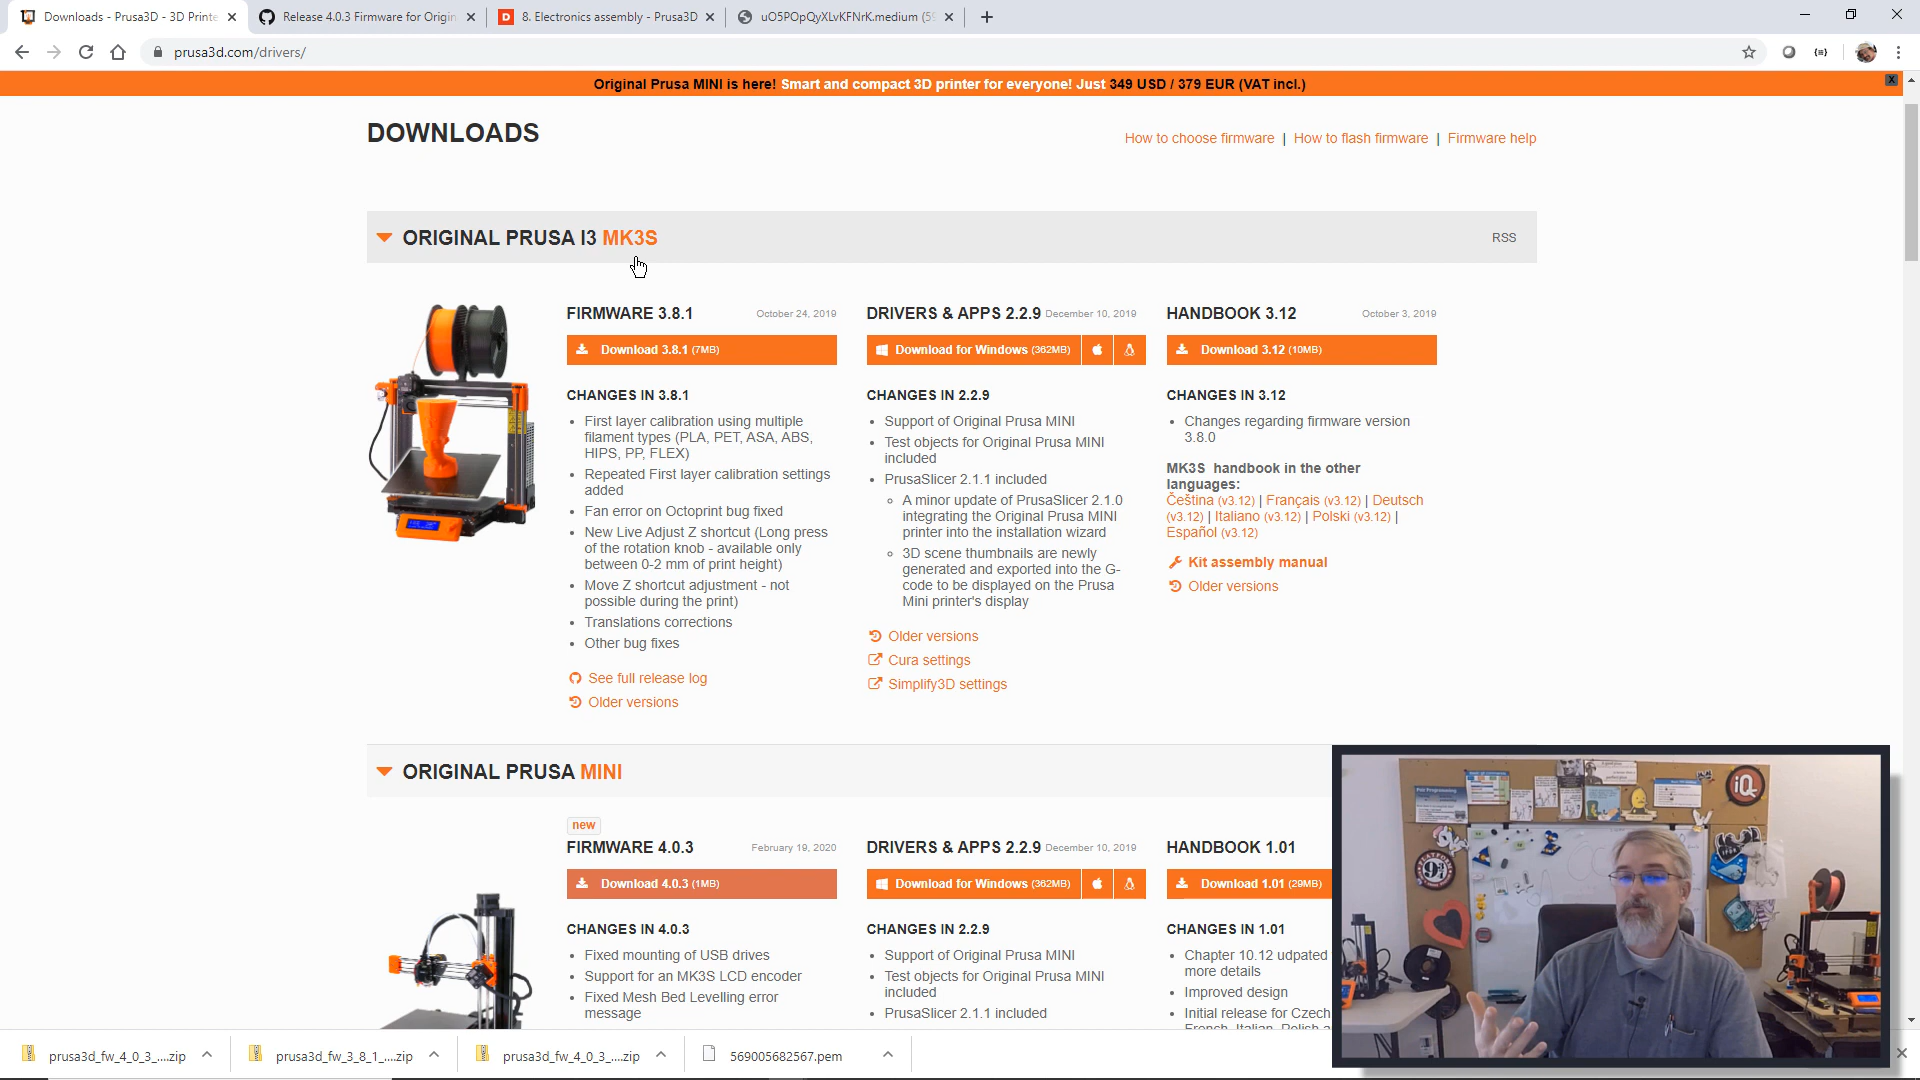 Downloads - Prusa3D - 3D Printe
Release 4.0.3 Firmware for Origin
8. Electronics assembly - Prusa3D
uO5POpQyXLvKFNrK.medium (59
prusa3d.com/drivers/
Original Prusa MINI is here! Smart and compact 3D printer for everyone! Just 349 USD / 379 EUR (VAT incl.)
X
DOWNLOADS
How to choose firmware | How to flash firmware | Firmware help
ORIGINAL PRUSA I3 MK3S
RSS
FIRMWARE 3.8.1
October 24, 2019
Download 3.8.1 (7MB)
CHANGES IN 3.8.1
• First layer calibration using multiple
filament types (PLA, PET, ASA, ABS,
HIPS, PP, FLEX)
• Repeated First layer calibration settings
added
• Fan error on Octoprint bug fixed
• New Live Adjust Z shortcut (Long press
of the rotation knob - available only
between 0-2 mm of print height)
• Move Z shortcut adjustment - not
possible during the print)
• Translations corrections
• Other bug fixes
See full release log
Older versions
DRIVERS & APPS 2.2.9
December 10, 2019
Download for Windows (362MB)
CHANGES IN 2.2.9
• Support of Original Prusa MINI
• Test objects for Original Prusa MINI
included
• PrusaSlicer 2.1.1 included
◦ A minor update of PrusaSlicer 2.1.0
integrating the Original Prusa MINI
printer into the installation wizard
◦ 3D scene thumbnails are newly
generated and exported into the G-
code to be displayed on the Prusa
Mini printer's display
Older versions
Cura settings
Simplify3D settings
HANDBOOK 3.12
October 3, 2019
Download 3.12 (10MB)
CHANGES IN 3.12
• Changes regarding firmware version
3.8.0
MK3S handbook in the other
languages:
Čeština (v3.12) | Français (v3.12) | Deutsch
(v3.12) | Italiano (v3.12) | Polski (v3.12) |
Español (v3.12)
Kit assembly manual
Older versions
ORIGINAL PRUSA MINI
new
FIRMWARE 4.0.3
February 19, 2020
Download 4.0.3 (1MB)
CHANGES IN 4.0.3
• Fixed mounting of USB drives
• Support for an MK3S LCD encoder
• Fixed Mesh Bed Levelling error
message
DRIVERS & APPS 2.2.9
December 10, 2019
Download for Windows (362MB)
CHANGES IN 2.2.9
• Support of Original Prusa MINI
• Test objects for Original Prusa MINI
included
• PrusaSlicer 2.1.1 included
HANDBOOK 1.01
Download 1.01 (29MB)
CHANGES IN 1.01
• Chapter 10.12 udpated
more details
• Improved design
• Initial release for Czech
iQ
9¾
prusa3d_fw_4_0_3_....zip
prusa3d_fw_3_8_1_....zip
prusa3d_fw_4_0_3_....zip
569005682567.pem